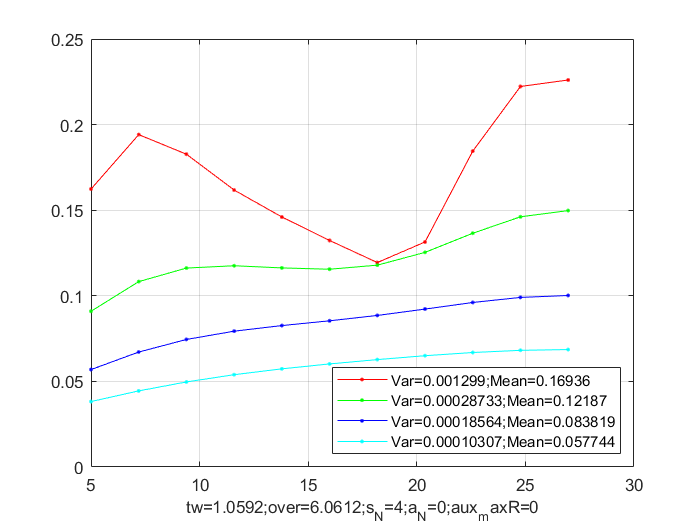 0.25
0.2
0.15
0.1
0.05
0
Var=0.001299;Mean=0.16936
Var=0.00028733;Mean=0.12187
Var=0.00018564;Mean=0.083819
Var=0.00010307;Mean=0.057744
5 10 15 20 25 30
tw=1.0592;over=6.0612;s_N=4;a_N=0;aux_maxR=0